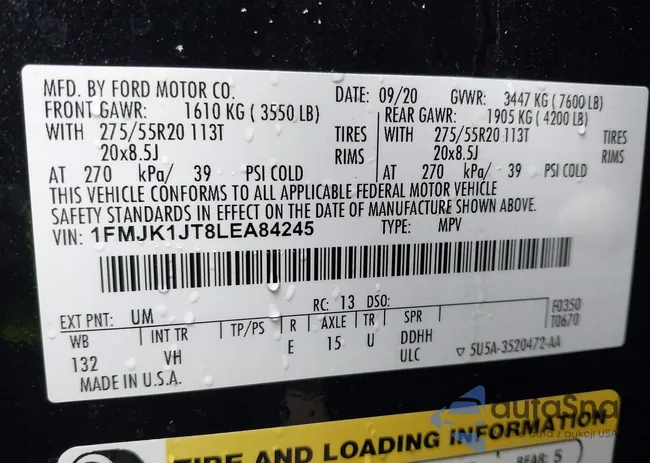 MFD. BY FORD MOTOR CO. DATE: 09/20 GVWR: 3447 KG (7600 LB)
FRONT GAWR: 1610 KG (3550 LB) REAR GAWR: 1905 KG (4200 LB)
WITH 275/55R20 113T TIRES 275/55R20 113T TIRES
20x8.5J RIMS 20x8.5J RIMS
AT 270 kPa/ 39 PSI COLD AT 270 kPa/ 39 PSI COLD
THIS VEHICLE CONFORMS TO ALL APPLICABLE FEDERAL MOTOR VEHICLE
SAFETY STANDARDS IN EFFECT ON THE DATE OF MANUFACTURE SHOWN ABOVE.
VIN: 1FMJK1JT8LEA84245 TYPE: MPV
EXT PNT: UM RC: 13 DSO: F0350
T0670
WB INT TR TP/PS R AXLE TR SPR
132 VH E 15 U DDHH
ULC ▽ 5U5A-3520472-AA
MADE IN U.S.A.
TIRE AND LOADING INFORMATION
REAR: 5